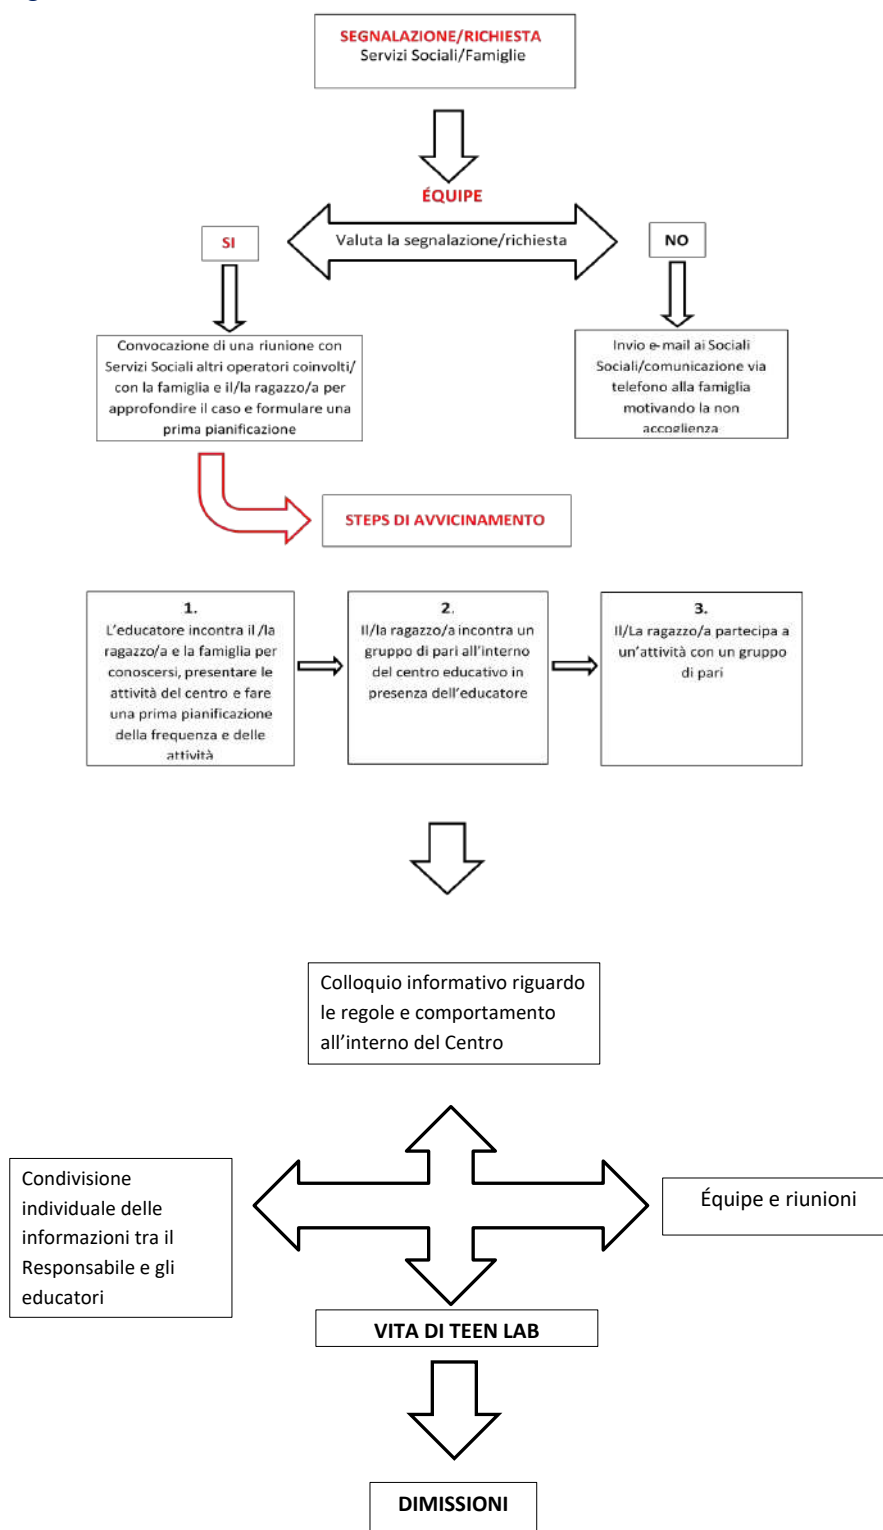 SEGNALAZIONE/RICHIESTA
Servizi Sociali/Famiglie
ÉQUIPE
SI
Valuta la segnalazione/richiesta
NO
Convocazione di una riunione con
Servizi Sociali altri operatori coinvolti/
con la famiglia e il/la ragazzo/a per
approfondire il caso e formulare una
prima pianificazione
Invio e-mail ai Sociali
Sociali/comunicazione via
telefono alla famiglia
motivando la non
accoglienza
STEPS DI AVVICINAMENTO
1.
L'educatore incontra il /la
ragazzo/a e la famiglia per
conoscersi, presentare le
attività del centro e fare
una prima pianificazione
della frequenza e delle
attività
2.
Il/la ragazzo/a incontra un
gruppo di pari all'interno
del centro educativo in
presenza dell'educatore
3.
Il/La ragazzo/a partecipa a
un'attività con un gruppo
di pari
Colloquio informativo riguardo
le regole e comportamento
all'interno del Centro
Condivisione
individuale delle
informazioni tra il
Responsabile e gli
educatori
Équipe e riunioni
VITA DI TEEN LAB
DIMISSIONI